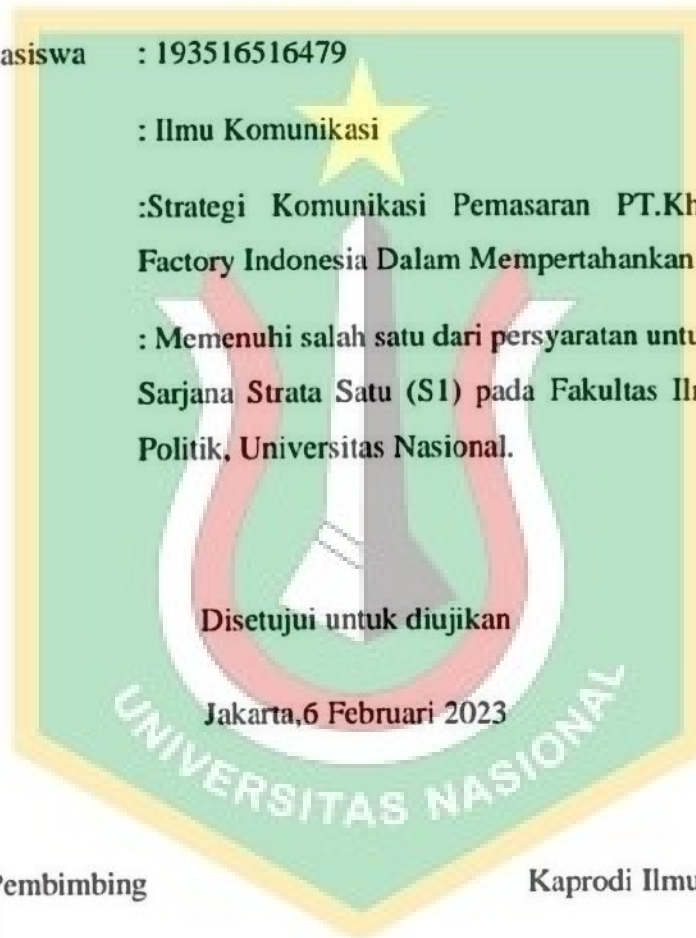 asiswa : 193516516479
: Ilmu Komunikasi
:Strategi Komunikasi Pemasaran PT.Kh
Factory Indonesia Dalam Mempertahankan
: Memenuhi salah satu dari persyaratan untu
Sarjana Strata Satu (S1) pada Fakultas Ilr
Politik, Universitas Nasional.
Disetujui untuk diujikan
Jakarta,6 Februari 2023
UNIVERSITAS NASIONAL
Pembimbing Kaprodi Ilmu